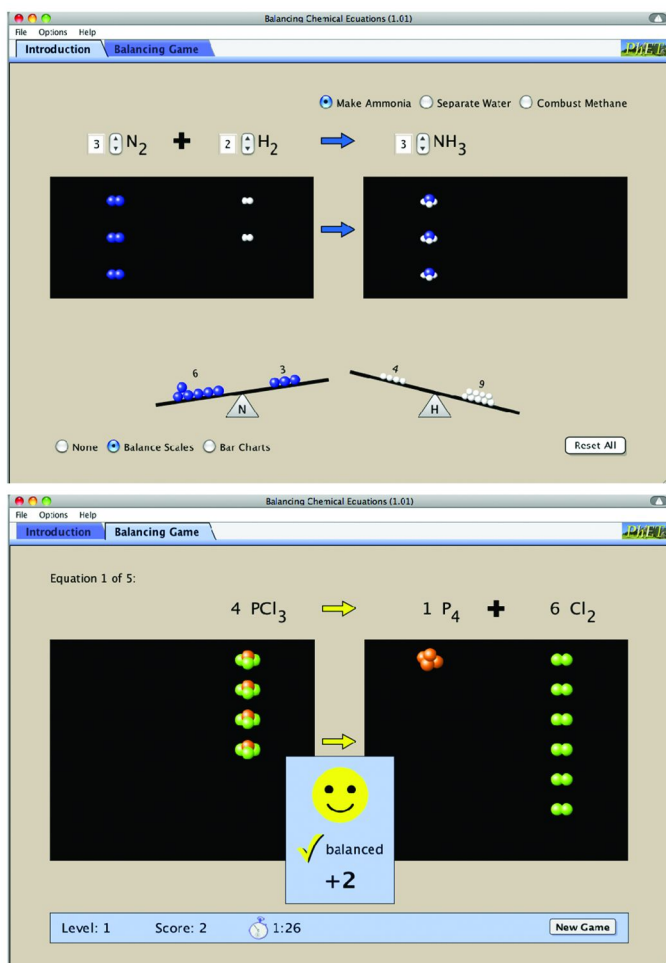 Balancing Chemical Equations (1.01)
File Options Help
Introduction Balancing Game PhET
Make Ammonia Separate Water Combust Methane
3 N₂ + 2 H₂ → 3 NH₃
6 3 4 9
N H
None Balance Scales Bar Charts Reset All
Balancing Chemical Equations (1.01)
File Options Help
Introduction Balancing Game PhET
Equation 1 of 5:
4 PCl₃ → 1 P₄ + 6 Cl₂
balanced
+2
Level: 1 Score: 2 1:26 New Game